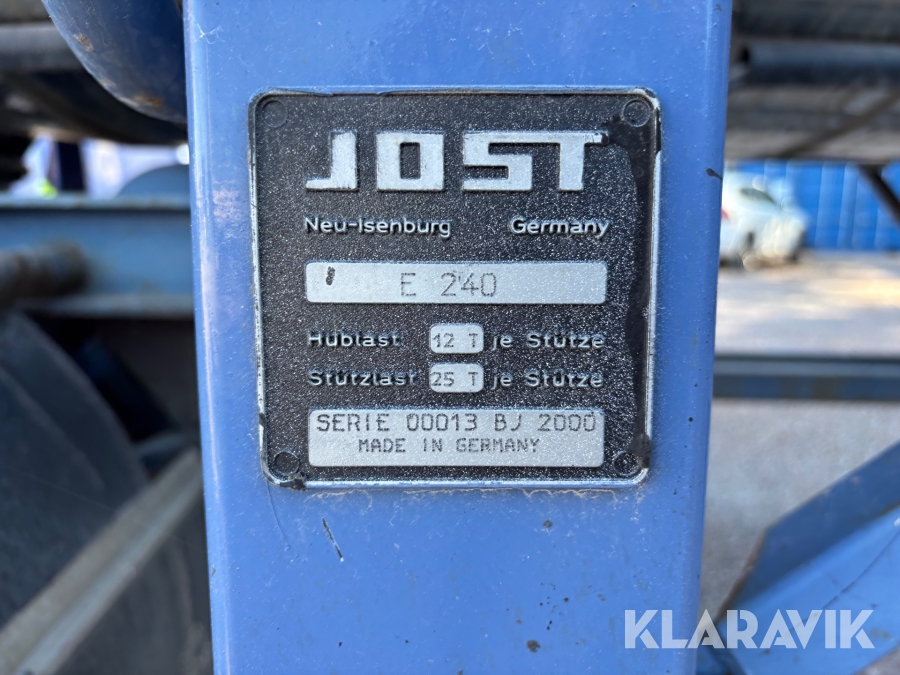 JOST
Neu-Isenburg Germany
E 240
Hublast 12 T je Stütze
Stützlast 25 T je Stütze
SERIE 00013 BJ 2000
MADE IN GERMANY
KLARAVIK